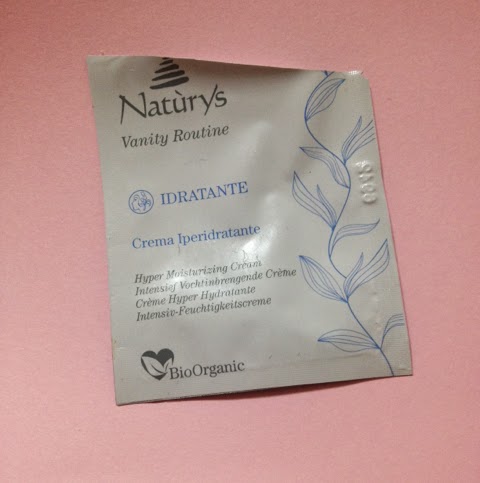 Natùrys
Vanity Routine
IDRATANTE
Crema Iperidratante
Hyper Moisturizing Cream
Intensief Vochtinbrengende Crème
Crème Hyper Hydratante
Intensiv-Feuchtigkeitscreme
BioOrganic